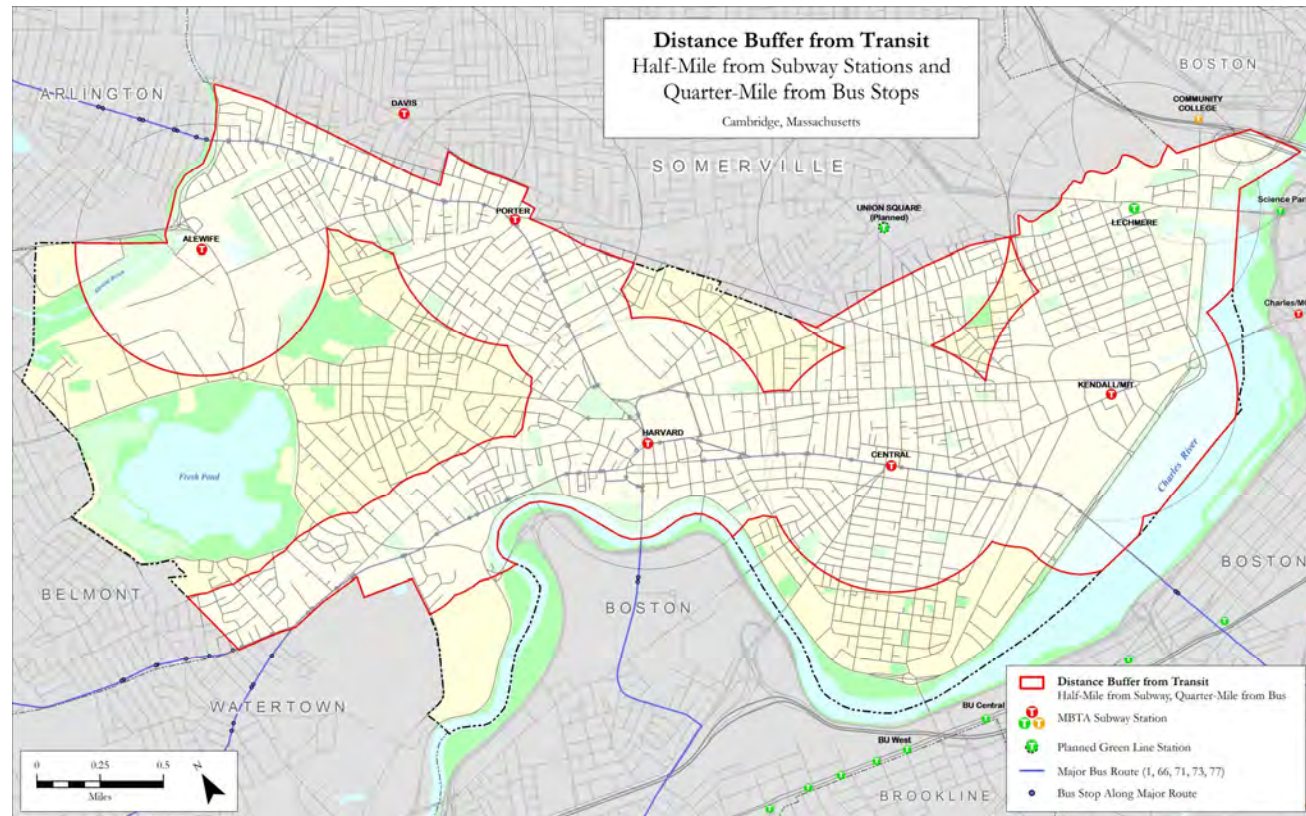 Distance Buffer from Transit
Half-Mile from Subway Stations and
Quarter-Mile from Bus Stops
Cambridge, Massachusetts
BOSTON
ARLINGTON
DAVIS
COMMUNITY
COLLEGE
SOMERVILLE
PORTER
UNION SQUARE
(Planned)
LECHMERE
Science Par
ALEWIFE
Charles/M
KENDALL/MIT
HARVARD
CENTRAL
Fresh Pond
Charles River
BELMONT
BOSTON
BOSTON
WATERTOWN
BU Central
BU West
BROOKLINE
0 0.25 0.5
Miles
N
Distance Buffer from Transit
Half-Mile from Subway, Quarter-Mile from Bus
MBTA Subway Station
Planned Green Line Station
Major Bus Route (1, 66, 71, 73, 77)
Bus Stop Along Major Route